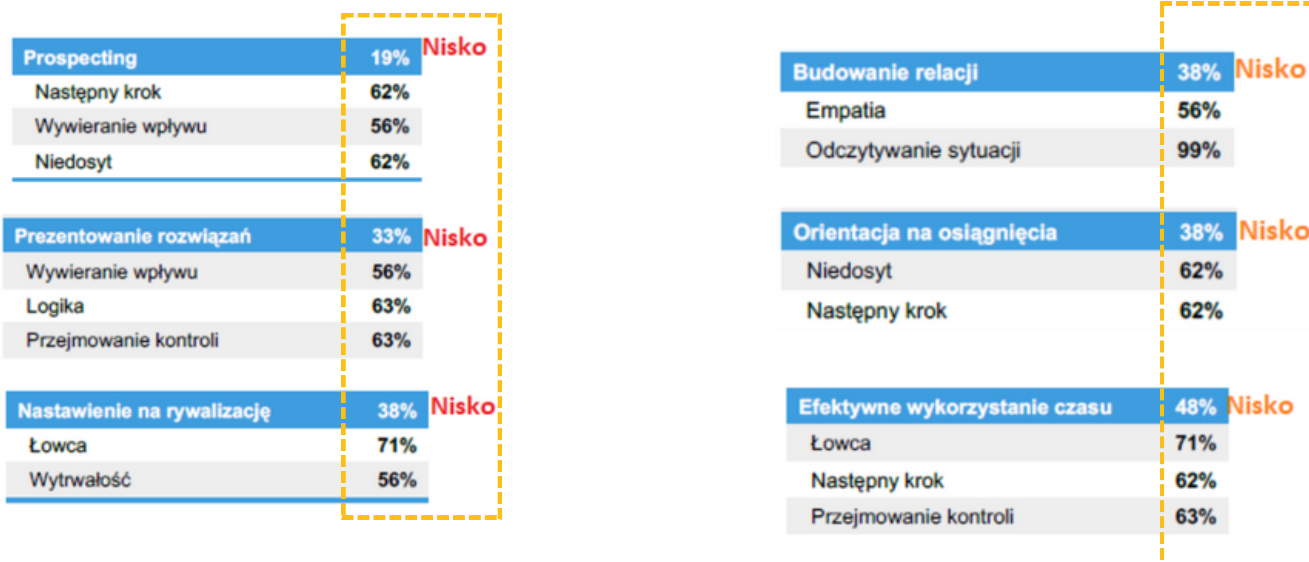 Prospecting 19% Nisko
Następny krok 62%
Wywieranie wpływu 56%
Niedosyt 62%
Prezentowanie rozwiązań 33% Nisko
Wywieranie wpływu 56%
Logika 63%
Przejmowanie kontroli 63%
Nastawienie na rywalizację 38% Nisko
Łowca 71%
Wytrwałość 56%
Budowanie relacji 38% Nisko
Empatia 56%
Odczytywanie sytuacji 99%
Orientacja na osiągnięcia 38% Nisko
Niedosyt 62%
Następny krok 62%
Efektywne wykorzystanie czasu 48% Nisko
Łowca 71%
Następny krok 62%
Przejmowanie kontroli 63%